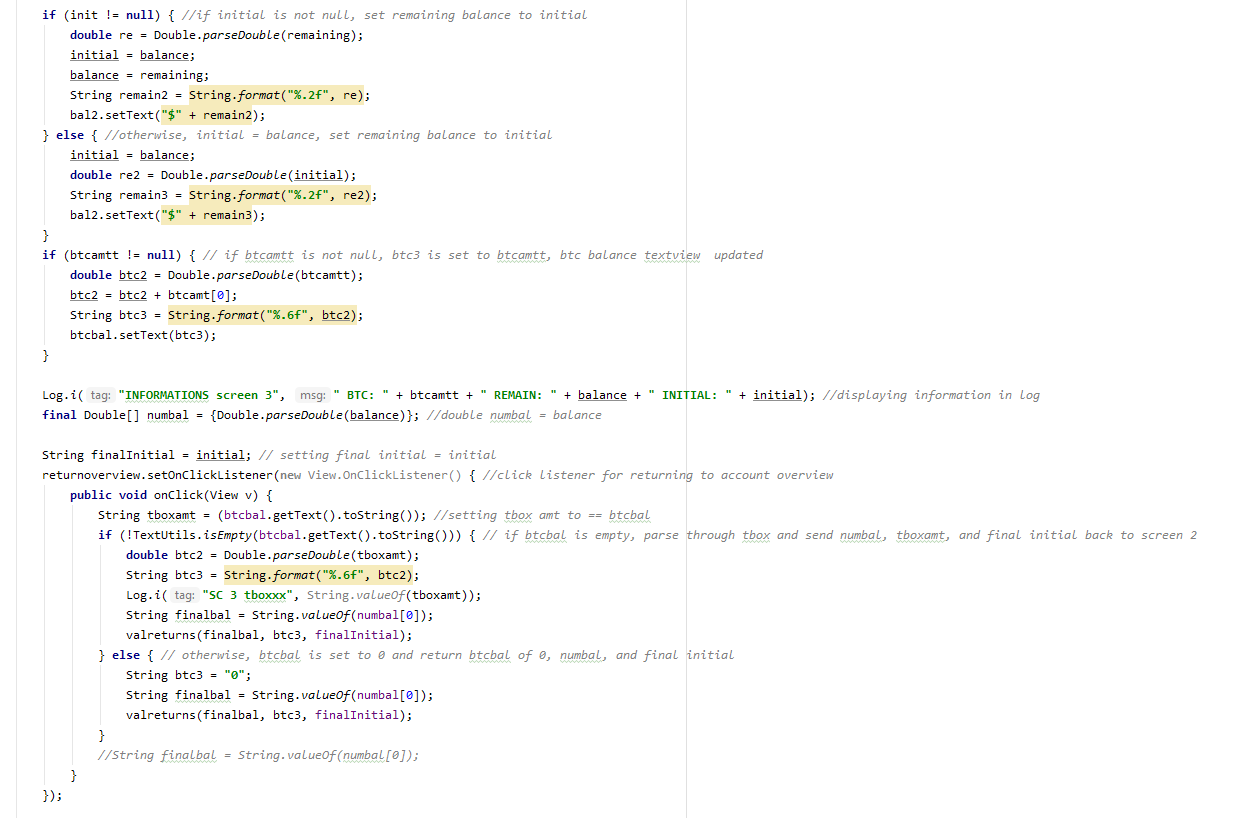 if (init != null) { //if initial is not null, set remaining balance to initial
double re = Double.parseDouble(remaining);
initial = balance;
balance = remaining;
String remain2 = String.format("%.2f", re);
bal2.setText("$" + remain2);
} else { //otherwise, initial = balance, set remaining balance to initial
initial = balance;
double re2 = Double.parseDouble(initial);
String remain3 = String.format("%.2f", re2);
bal2.setText("$" + remain3);
}
if (btcamtt != null) { // if btcamtt is not null, btc3 is set to btcamtt, btc balance textview  updated
double btc2 = Double.parseDouble(btcamtt);
btc2 = btc2 + btcamt[0];
String btc3 = String.format("%.6f", btc2);
btcbal.setText(btc3);
}
Log.i( tag: "INFORMATIONS screen 3", msg: " BTC: " + btcamtt + " REMAIN: " + balance + " INITIAL: " + initial); //displaying information in log
final Double[] numbal = {Double.parseDouble(balance)}; //double numbal = balance
String finalInitial = initial; // setting final initial = initial
returnoverview.setOnClickListener(new View.OnClickListener() { //click listener for returning to account overview
public void onClick(View v) {
String tboxamt = (btcbal.getText().toString()); //setting tbox amt to == btcbal
if (!TextUtils.isEmpty(btcbal.getText().toString())) { // if btcbal is empty, parse through tbox and send numbal, tboxamt, and final initial back to screen 2
double btc2 = Double.parseDouble(tboxamt);
String btc3 = String.format("%.6f", btc2);
Log.i( tag: "SC 3 tboxxx", String.valueOf(tboxamt));
String finalbal = String.valueOf(numbal[0]);
valreturns(finalbal, btc3, finalInitial);
} else { // otherwise, btcbal is set to 0 and return btcbal of 0, numbal, and final initial
String btc3 = "0";
String finalbal = String.valueOf(numbal[0]);
valreturns(finalbal, btc3, finalInitial);
}
//String finalbal = String.valueOf(numbal[0]);
}
});